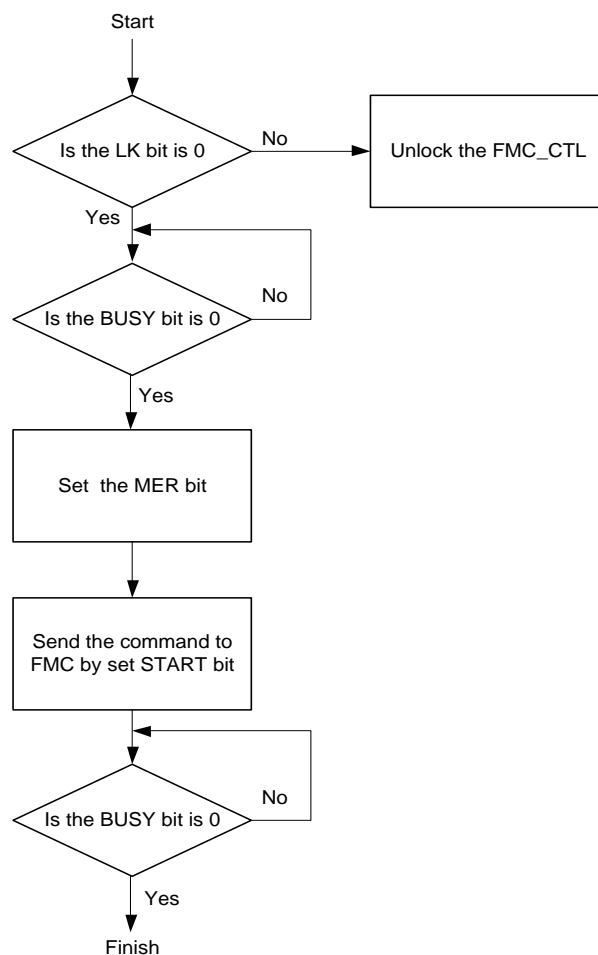 Start
Is the LK bit is 0
No
Unlock the FMC_CTL
Yes
Is the BUSY bit is 0
No
Yes
Set the MER bit
Send the command to
FMC by set START bit
Is the BUSY bit is 0
No
Yes
Finish